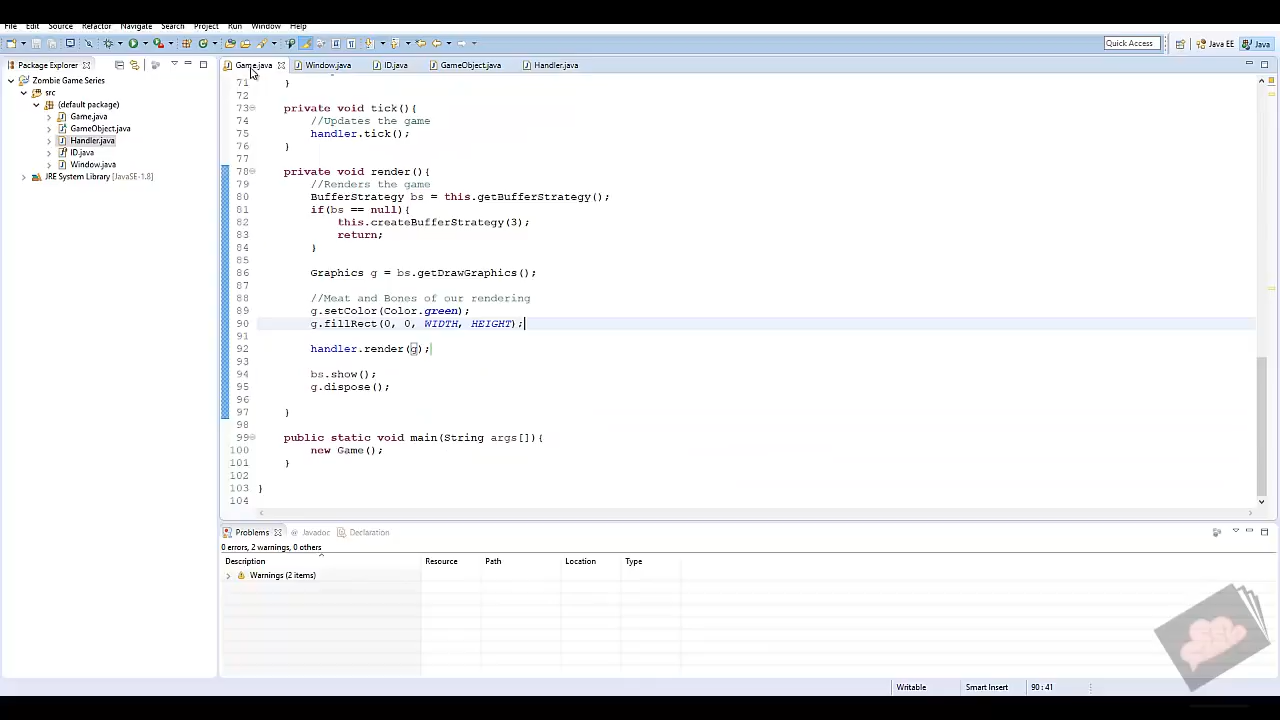 File Edit Source Refactor Navigate Search Project Run Window Help
Quick Access Java EE Java
Package Explorer Game.java Window.java ID.java GameObject.java Handler.java
Zombie Game Series
src
(default package)
Game.java
GameObject.java
Handler.java
ID.java
Window.java
JRE System Library [JavaSE-1.8]
71 }
72
73 private void tick(){
74 //Updates the game
75 handler.tick();
76 }
77
78 private void render(){
79 //Renders the game
80 BufferStrategy bs = this.getBufferStrategy();
81 if(bs == null){
82 this.createBufferStrategy(3);
83 return;
84 }
85
86 Graphics g = bs.getDrawGraphics();
87
88 //Meat and Bones of our rendering
89 g.setColor(Color.green);
90 g.fillRect(0, 0, WIDTH, HEIGHT);
91
92 handler.render(g);
93
94 bs.show();
95 g.dispose();
96
97 }
98
99 public static void main(String args[]){
100 new Game();
101 }
102
103 }
104
Problems Javadoc Declaration
0 errors, 2 warnings, 0 others
Description Resource Path Location Type
Warnings (2 items)
Writable Smart Insert 90 : 41